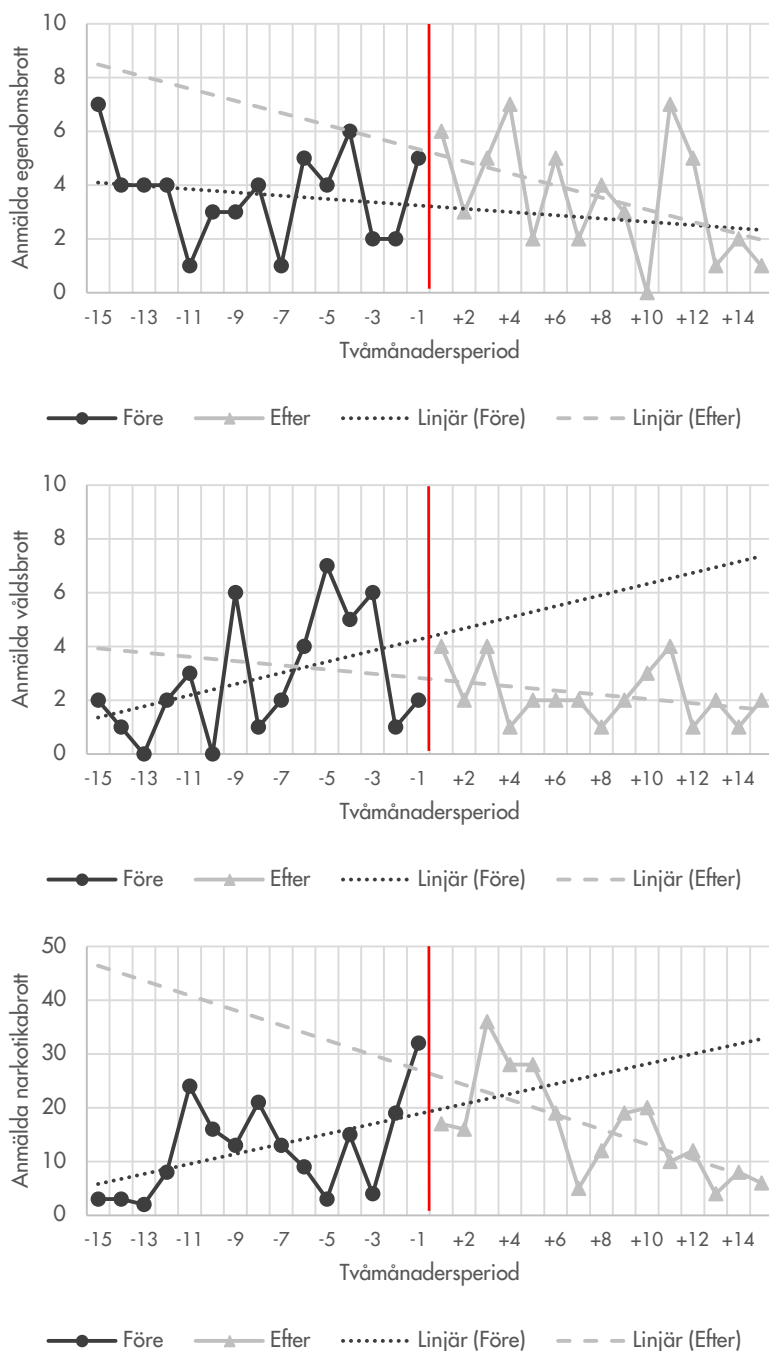 10
8
6
4
2
0
Anmälda egendomsbrott
-15 -13 -11 -9 -7 -5 -3 -1 +2 +4 +6 +8 +10 +12 +14
Tvåmånadersperiod
Före Efter Linjär (Före) Linjär (Efter)
10
8
6
4
2
0
Anmälda våldsbrott
-15 -13 -11 -9 -7 -5 -3 -1 +2 +4 +6 +8 +10 +12 +14
Tvåmånadersperiod
Före Efter Linjär (Före) Linjär (Efter)
50
40
30
20
10
0
Anmälda narkotikabrott
-15 -13 -11 -9 -7 -5 -3 -1 +2 +4 +6 +8 +10 +12 +14
Tvåmånadersperiod
Före Efter Linjär (Före) Linjär (Efter)